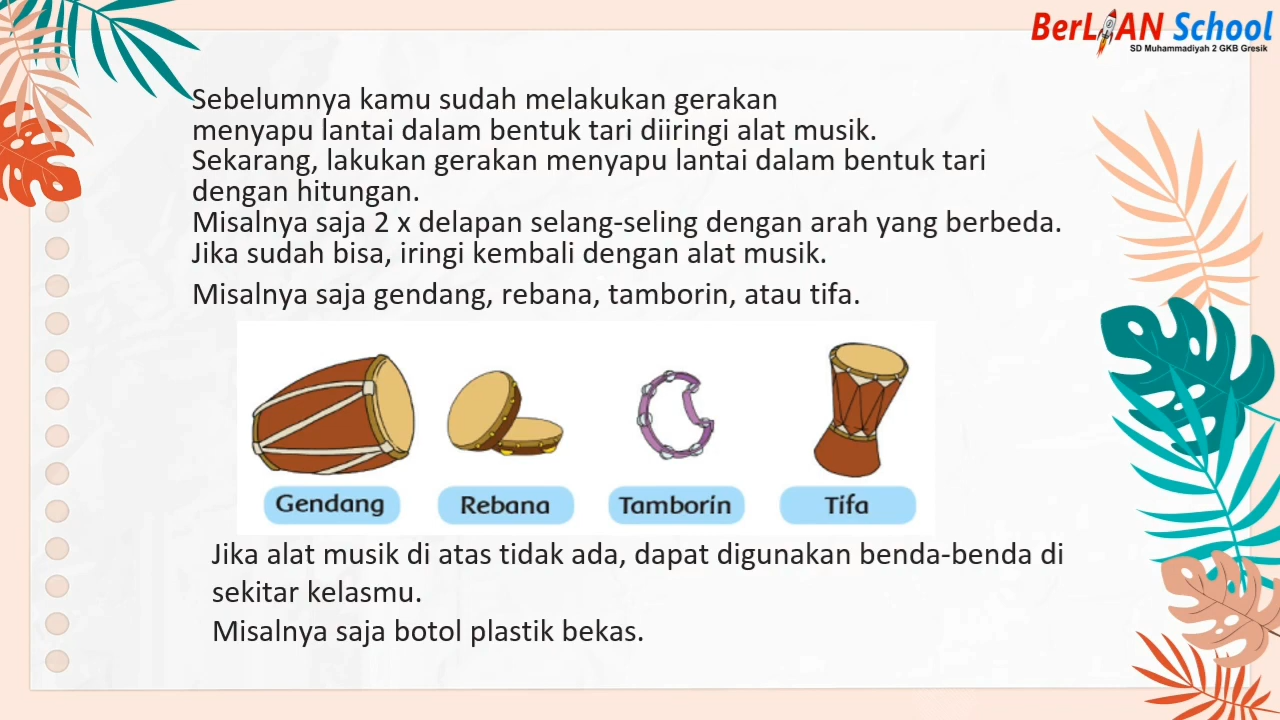 BerLIAN School
SD Muhammadiyah 2 GKB Gresik
Sebelumnya kamu sudah melakukan gerakan
menyapu lantai dalam bentuk tari diiringi alat musik.
Sekarang, lakukan gerakan menyapu lantai dalam bentuk tari
dengan hitungan.
Misalnya saja 2 x delapan selang-seling dengan arah yang berbeda.
Jika sudah bisa, iringi kembali dengan alat musik.
Misalnya saja gendang, rebana, tamborin, atau tifa.
Gendang
Rebana
Tamborin
Tifa
Jika alat musik di atas tidak ada, dapat digunakan benda-benda di
sekitar kelasmu.
Misalnya saja botol plastik bekas.